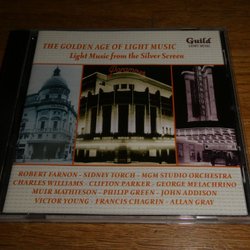 Guild
LIGHT MUSIC
THE GOLDEN AGE OF LIGHT MUSIC
Light Music from the Silver Screen
ROBERT FARNON - SIDNEY TORCH - MGM STUDIO ORCHESTRA
CHARLES WILLIAMS - CLIFTON PARKER - GEORGE MELACHRINO
MUIR MATHIESON - PHILIP GREEN - JOHN ADDISON
VICTOR YOUNG - FRANCIS CHAGRIN - ALLAN GRAY